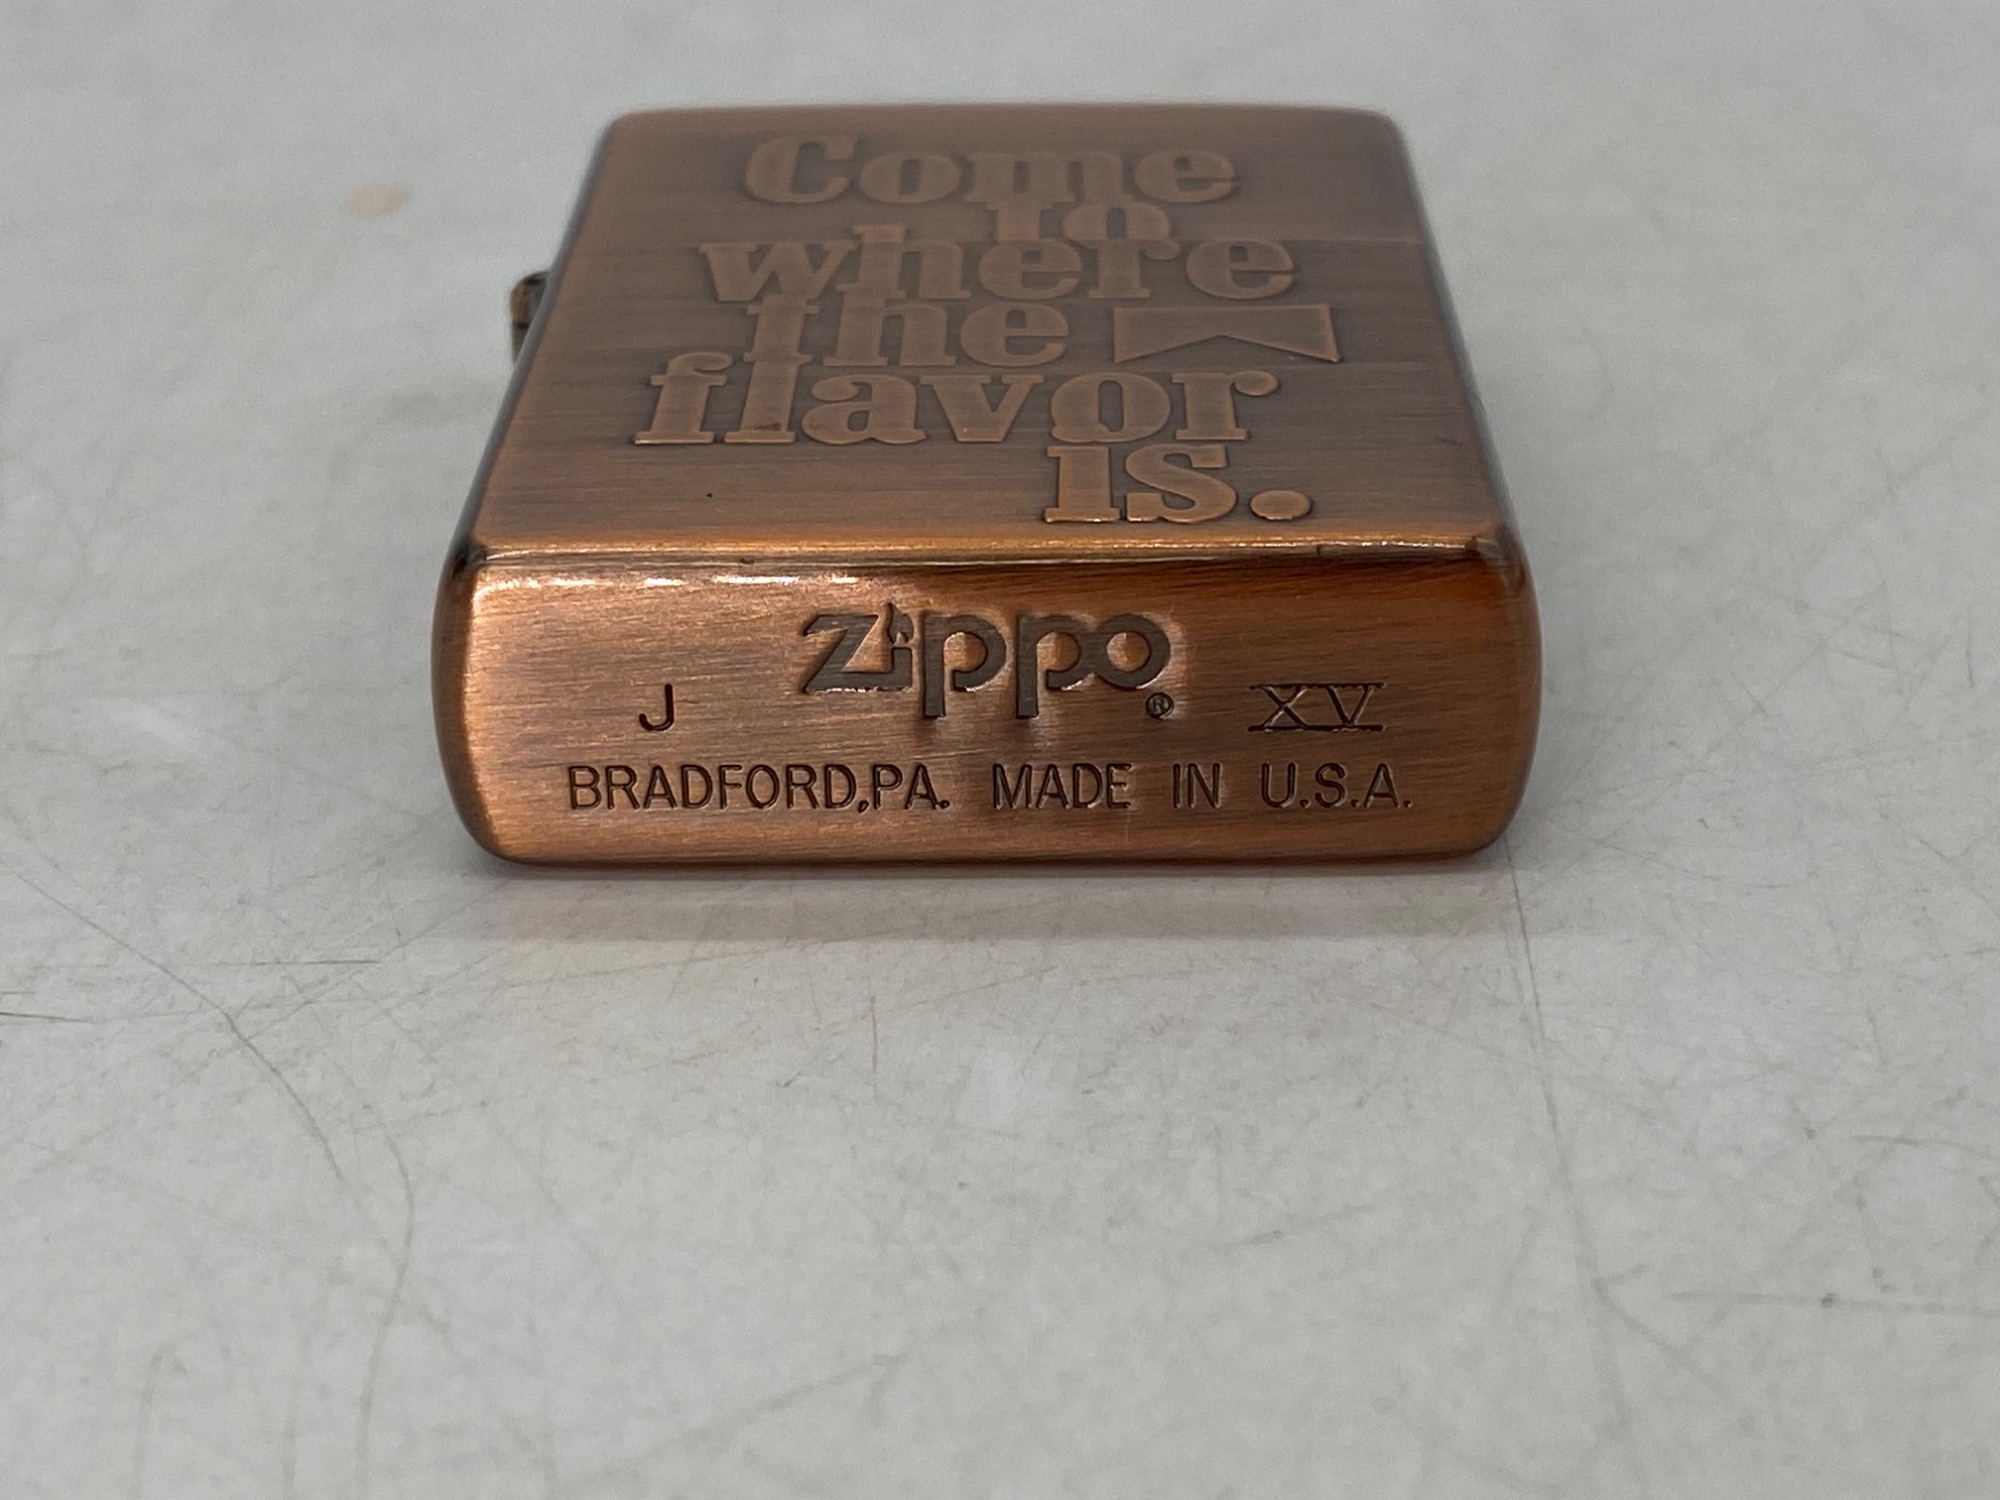 Come
to
where
the
flavor
is.
zippo®
J XV
BRADFORD,PA. MADE IN U.S.A.